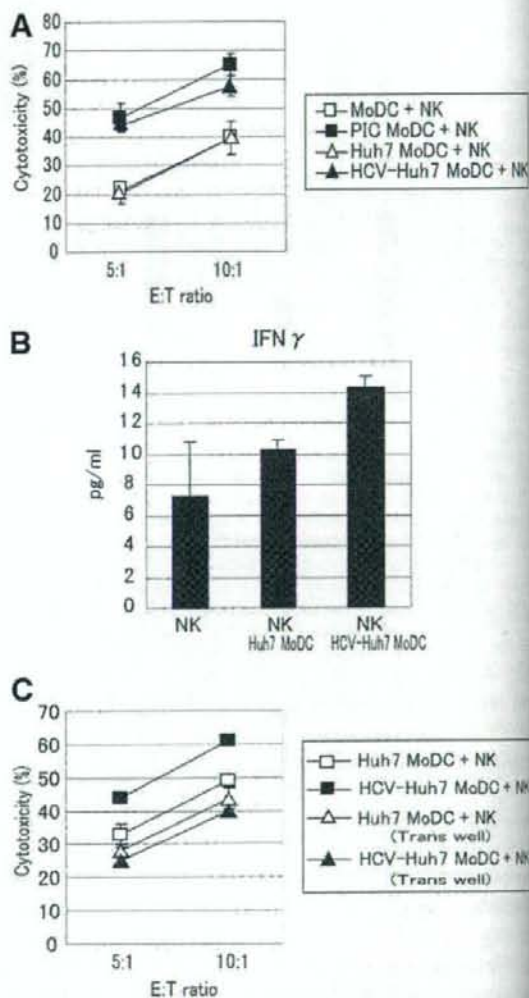 A
80
70
60
50
40
30
20
10
0
Cytotoxicity (%)
5:1 10:1
E:T ratio
MoDC + NK
PIC MoDC + NK
Huh7 MoDC + NK
HCV-Huh7 MoDC + NK
B
IFN γ
16
14
12
10
8
6
4
2
0
pg/ml
NK NK NK
Huh7 MoDC HCV-Huh7 MoDC
C
70
60
50
40
30
20
10
0
Cytotoxicity (%)
5:1 10:1
E:T ratio
Huh7 MoDC + NK
HCV-Huh7 MoDC + NK
Huh7 MoDC + NK
(Trans well)
HCV-Huh7 MoDC + NK
(Trans well)